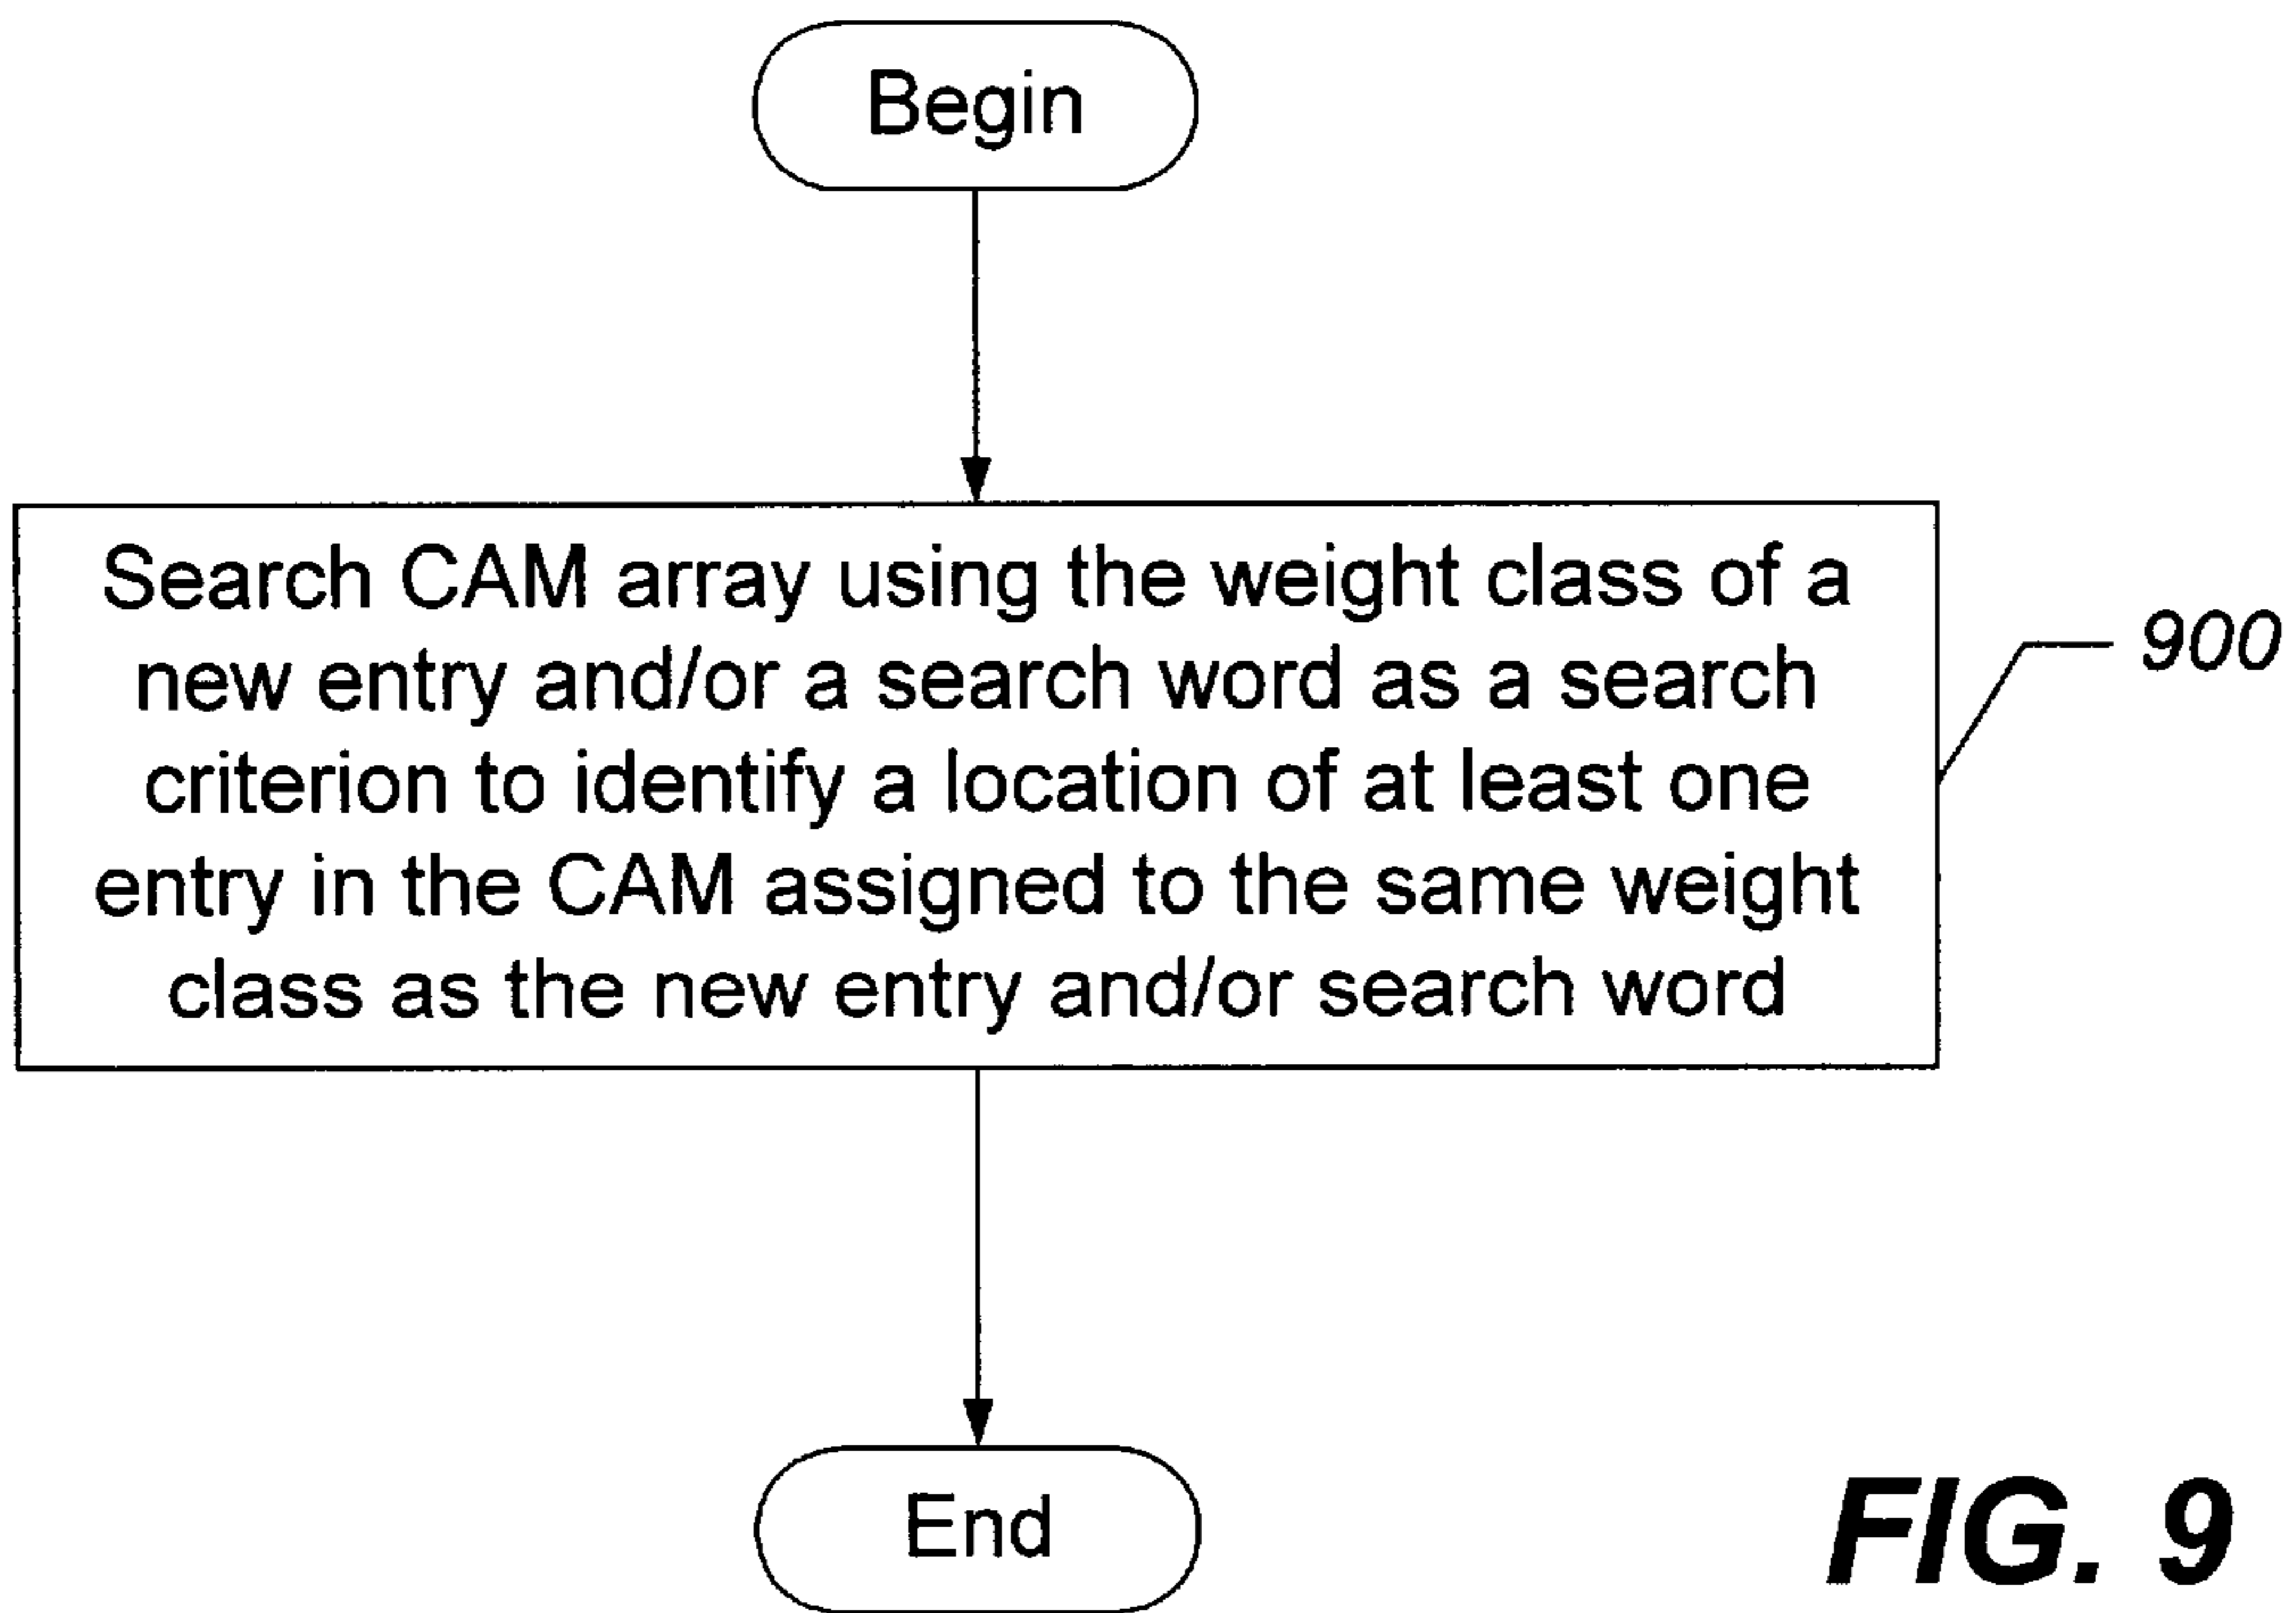 Begin
Search CAM array using the weight class of a
new entry and/or a search word as a search
criterion to identify a location of at least one
entry in the CAM assigned to the same weight
class as the new entry and/or search word
900
End
FIG. 9